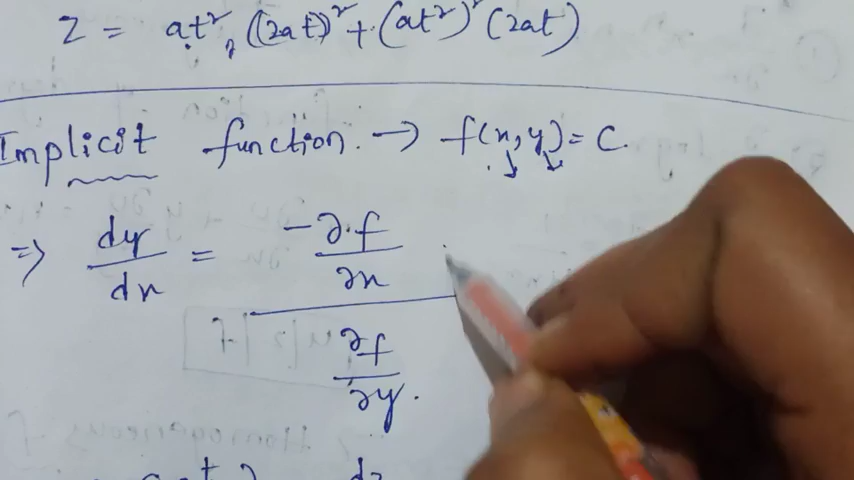 Z = at², (2at)² + (at²)² (2at)
Implicit function. → f(x,y) = C.
⇒ dy/dx = (-∂f/∂x) / (∂f/∂y).